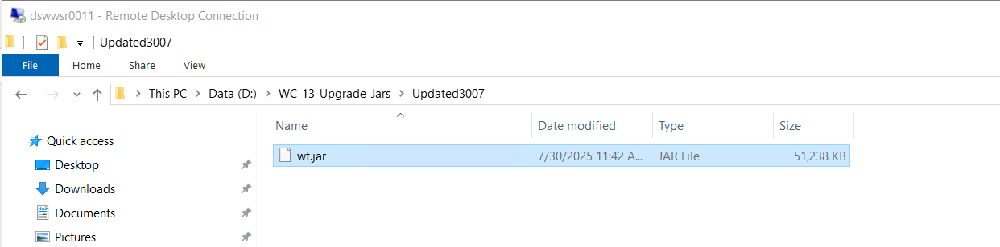 dswwsr0011 - Remote Desktop Connection
Updated3007
File Home Share View
This PC Data (D:) WC_13_Upgrade_Jars Updated3007
Name Date modified Type Size
Quick access
wt.jar 7/30/2025 11:42 A... JAR File 51,238 KB
Desktop
Downloads
Documents
Pictures